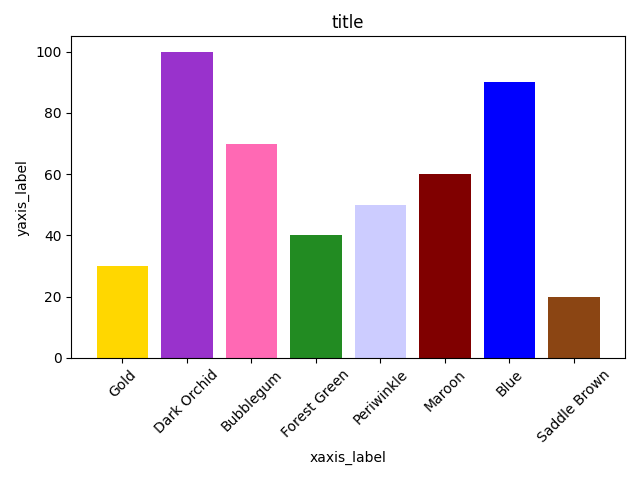 title
yaxis_label
100
80
60
40
20
0
Gold
Dark Orchid
Bubblegum
Forest Green
Periwinkle
Maroon
Blue
Saddle Brown
xaxis_label